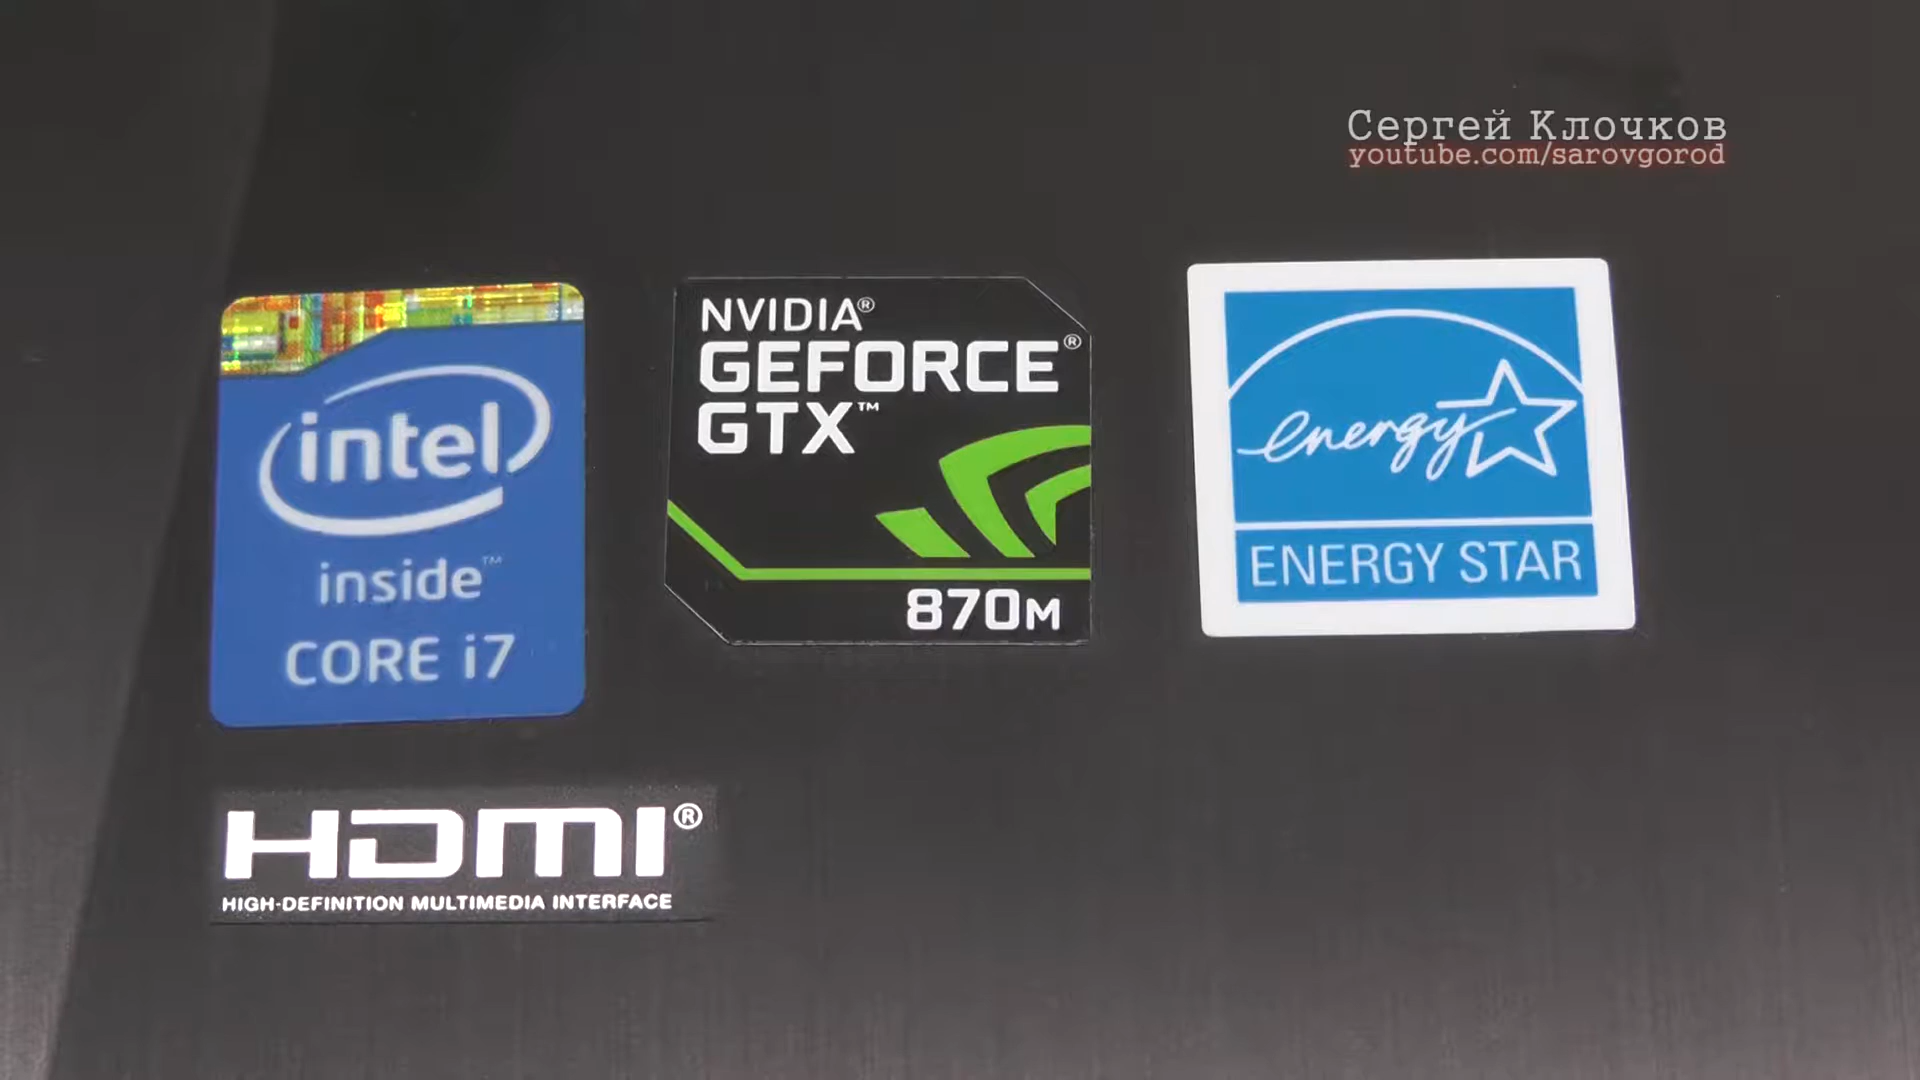 Сергей Клочков
youtube.com/sarovgorod
intel
inside™
CORE i7
NVIDIA®
GEFORCE®
GTX™
870M
energy
ENERGY STAR
HDMI®
HIGH-DEFINITION MULTIMEDIA INTERFACE